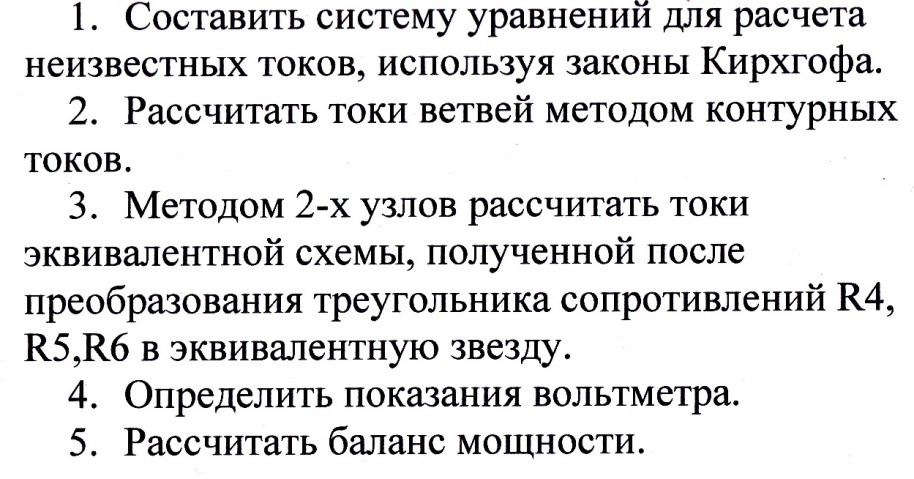 1. Составить систему уравнений для расчета
неизвестных токов, используя законы Кирхгофа.
2. Рассчитать токи ветвей методом контурных
токов.
3. Методом 2-х узлов рассчитать токи
эквивалентной схемы, полученной после
преобразования треугольника сопротивлений R4,
R5,R6 в эквивалентную звезду.
4. Определить показания вольтметра.
5. Рассчитать баланс мощности.